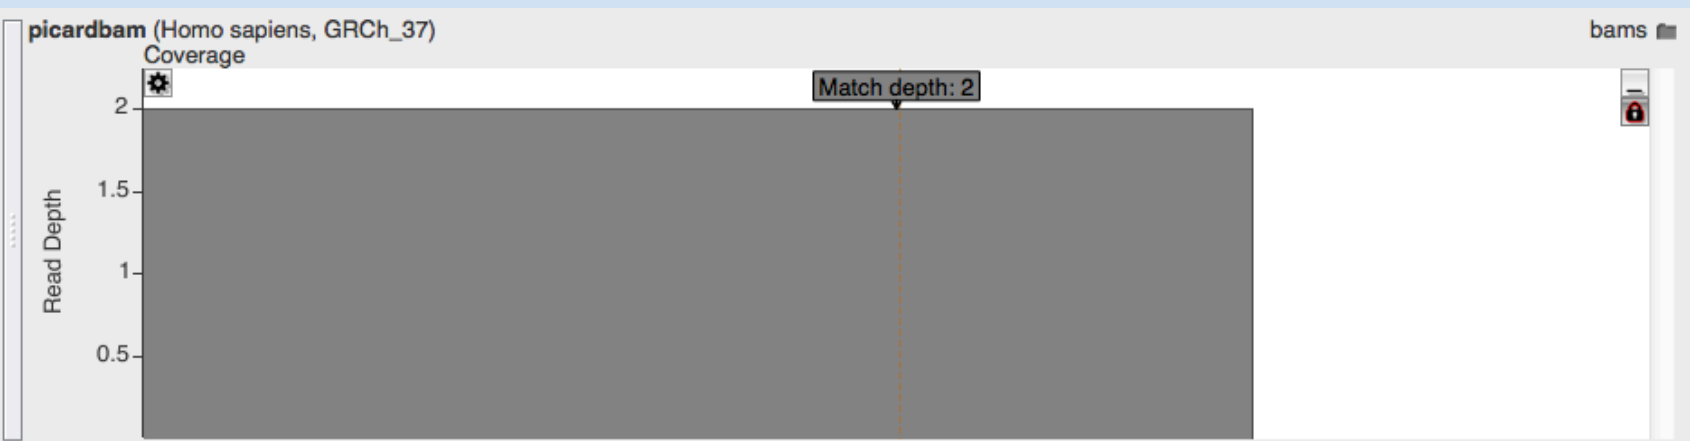 picardbam (Homo sapiens, GRCh_37) bams
Coverage
Match depth: 2
2
1.5
1
0.5
Read Depth